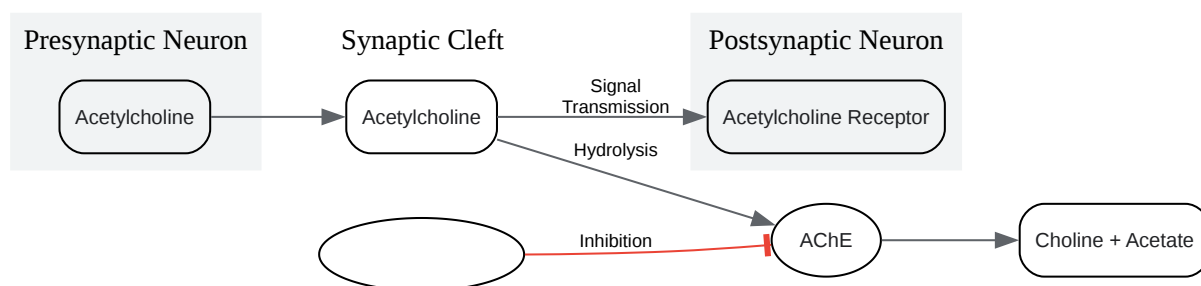 Presynaptic Neuron
Synaptic Cleft
Postsynaptic Neuron
Acetylcholine
Acetylcholine
Signal
Transmission
Acetylcholine Receptor
Hydrolysis
Inhibition
AChE
Choline + Acetate